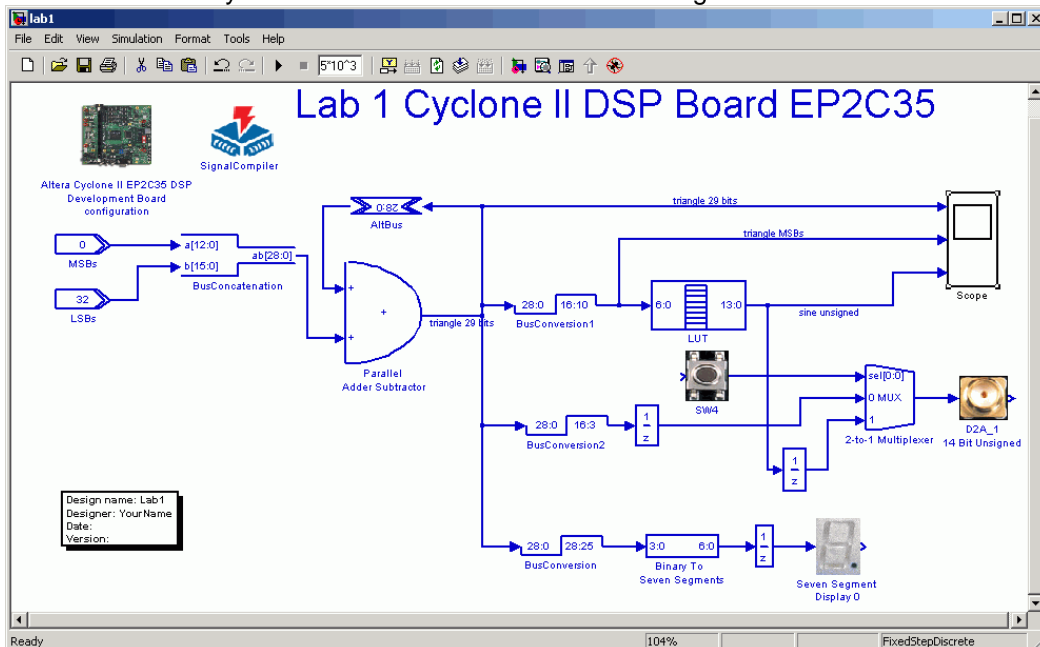 lab1
File Edit View Simulation Format Tools Help
5*10^3
Lab 1 Cyclone II DSP Board EP2C35
SignalCompiler
Altera Cyclone II EP2C35 DSP
Development Board
configuration
0
MSBs
32
LSBs
a[12:0]
b[15:0]
ab[28:0]
BusConcatenation
28:0
AltBus
+
+
+
Parallel
Adder Subtractor
triangle 29 bits
triangle 29 bits
triangle MSBs
28:0 16:10
BusConversion1
6:0 13:0
LUT
sine unsigned
Scope
SW4
sel[0:0]
0 MUX
1
2-to-1 Multiplexer
D2A_1
14 Bit Unsigned
28:0 16:3
BusConversion2
1
z
1
z
28:0 28:25
BusConversion
3:0 6:0
Binary To
Seven Segments
1
z
Seven Segment
Display 0
Design name: Lab1
Designer: YourName
Date:
Version:
Ready
104%
FixedStepDiscrete